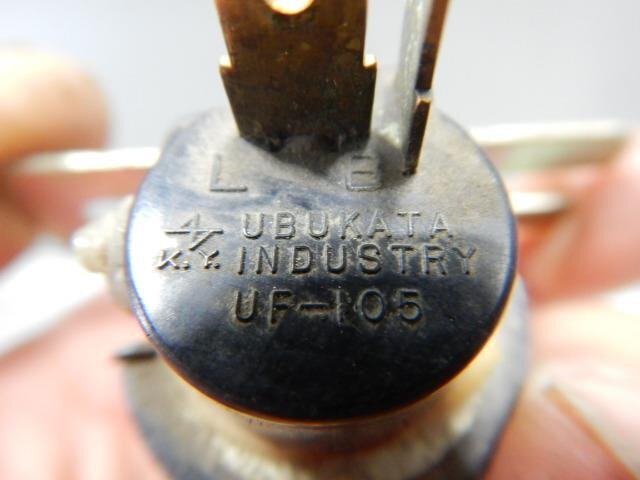 L B
UBUKATA
K.Y. INDUSTRY
UF-105